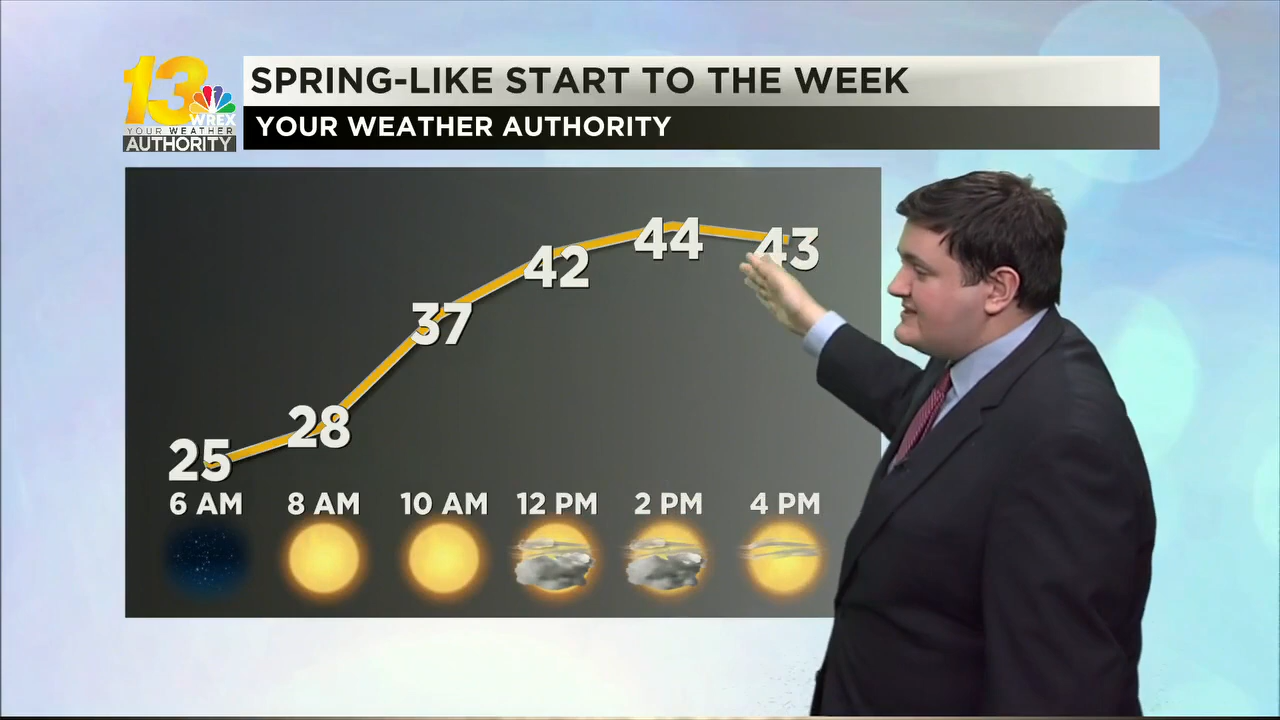 13
WREX
YOUR WEATHER
AUTHORITY
SPRING-LIKE START TO THE WEEK
YOUR WEATHER AUTHORITY
25 28 37 42 44 43
6 AM 8 AM 10 AM 12 PM 2 PM 4 PM